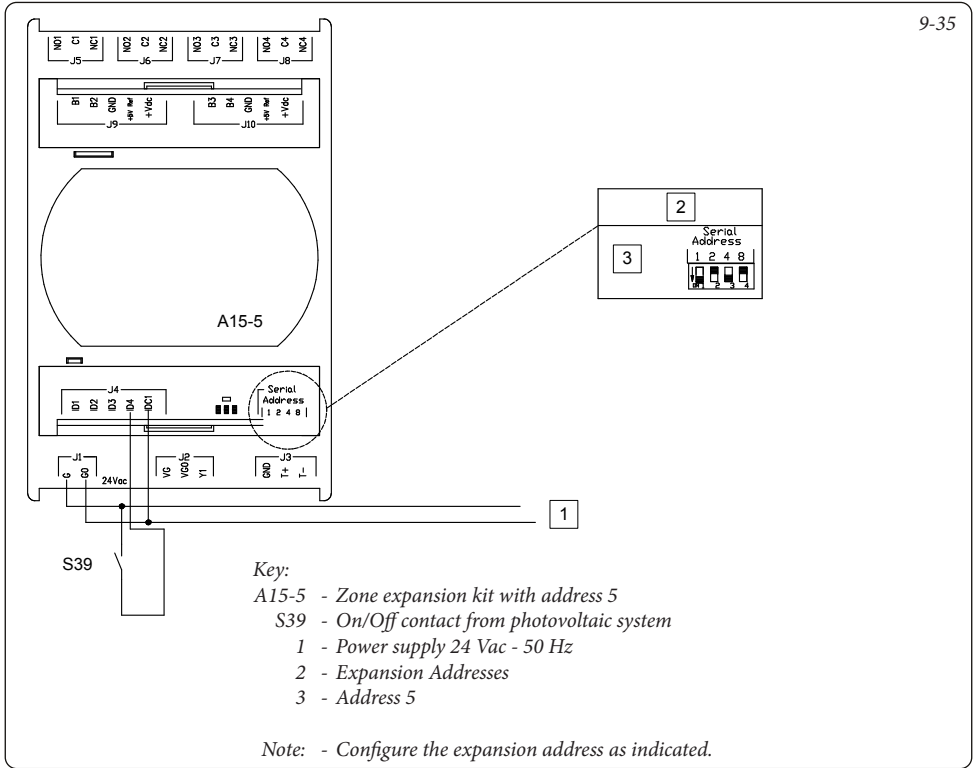 9-35
NO1 C1 NC1 NO2 C2 NC2 NO3 C3 NC3 NO4 C4 NC4
J5 J6 J7 J8
B1 B2 GND +5V Ref +Vdc B3 B4 GND +5V Ref +Vdc
J9 J10
2
3
Serial
Address
1 2 4 8
ON 1 2 3 4
A15-5
J4
ID1 ID2 ID3 ID4 IDC1
Serial
Address
1 2 4 8
J1 J2 J3
G G0 24Vac VG VG0 Y1 GND T+ T-
1
S39
Key:
A15-5 - Zone expansion kit with address 5
S39 - On/Off contact from photovoltaic system
1 - Power supply 24 Vac - 50 Hz
2 - Expansion Addresses
3 - Address 5
Note: - Configure the expansion address as indicated.